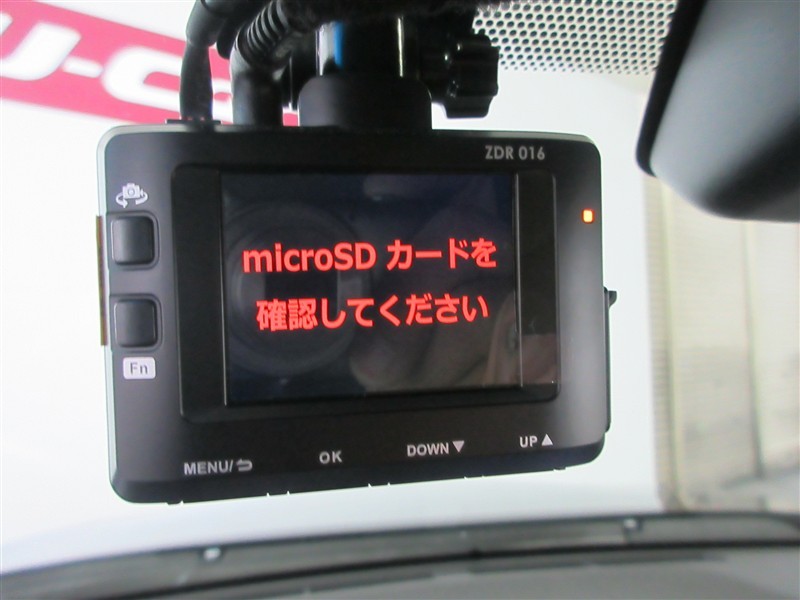 U-C
ZDR 016
microSD カードを
確認してください
Fn
MENU/⮌
OK
DOWN▼
UP▲